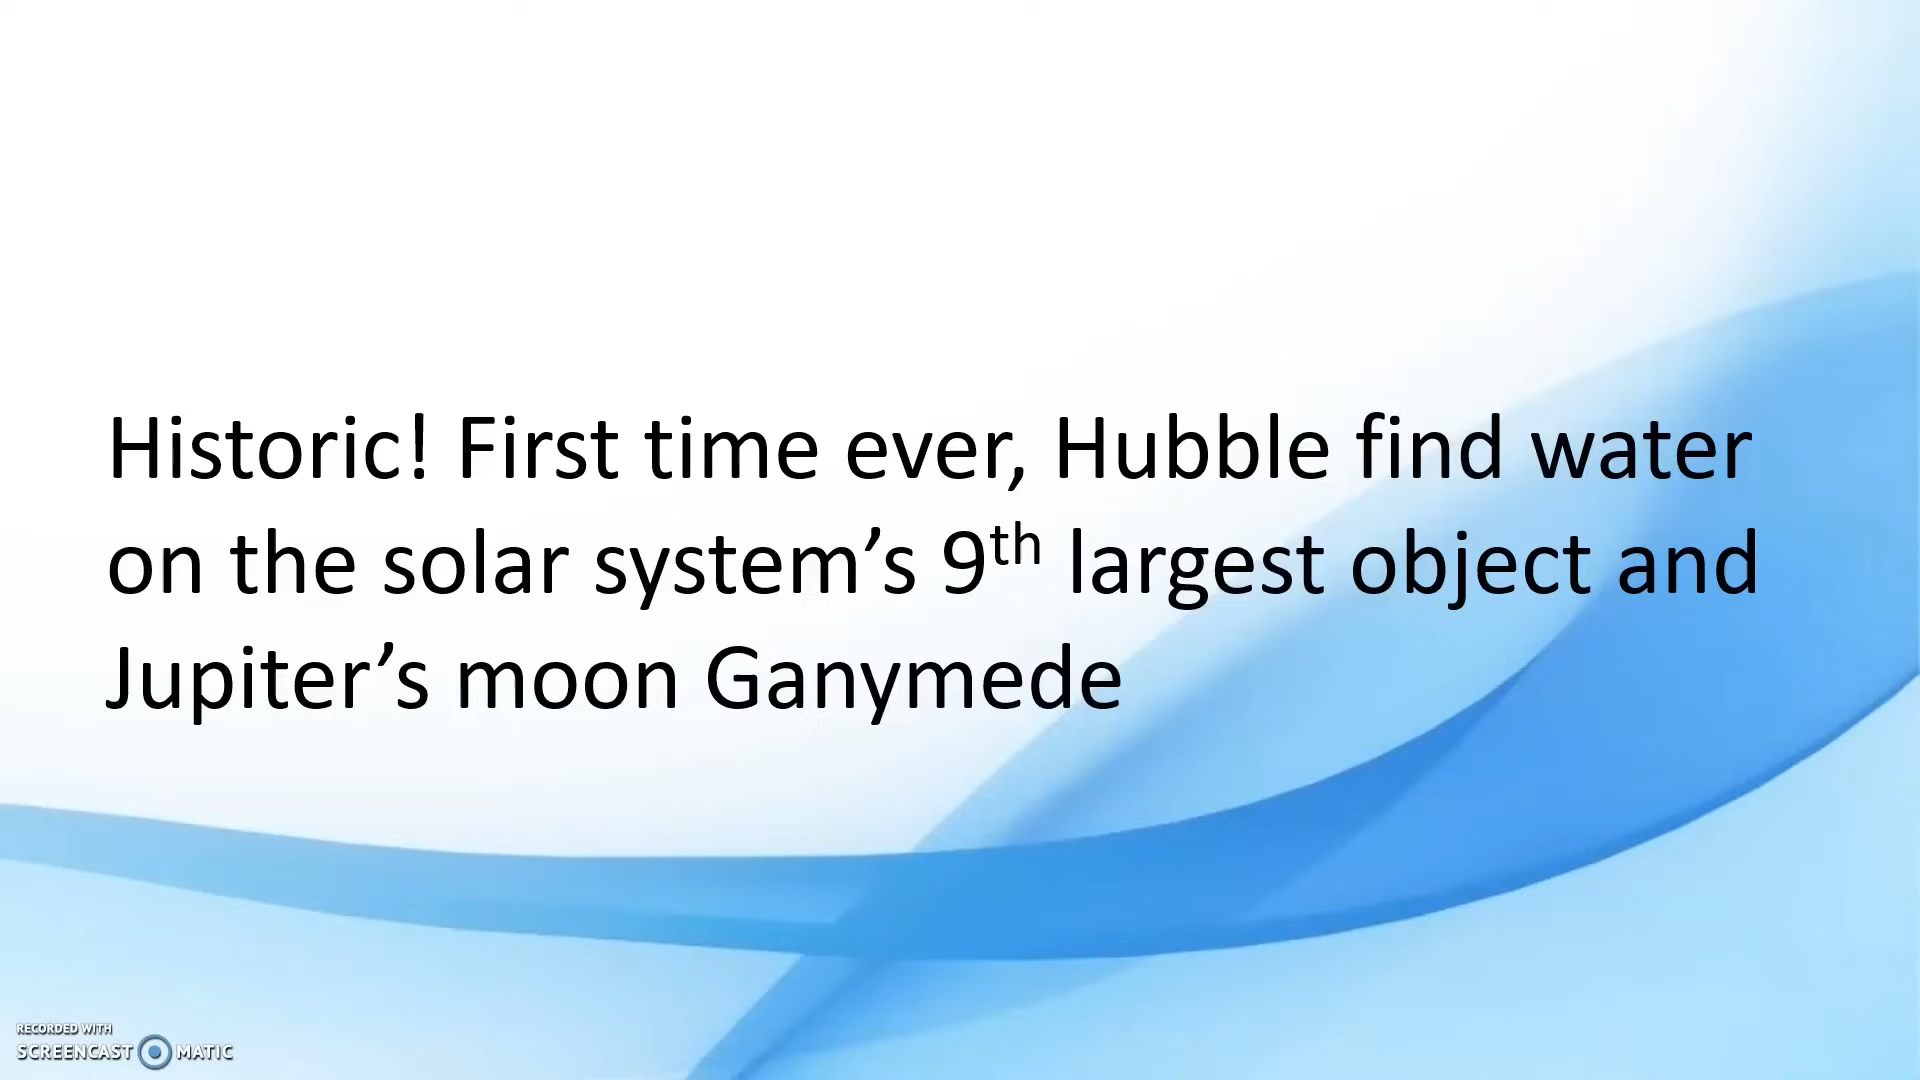 Historic! First time ever, Hubble find water
on the solar system’s 9th largest object and
Jupiter’s moon Ganymede
RECORDED WITH
SCREENCAST MATIC